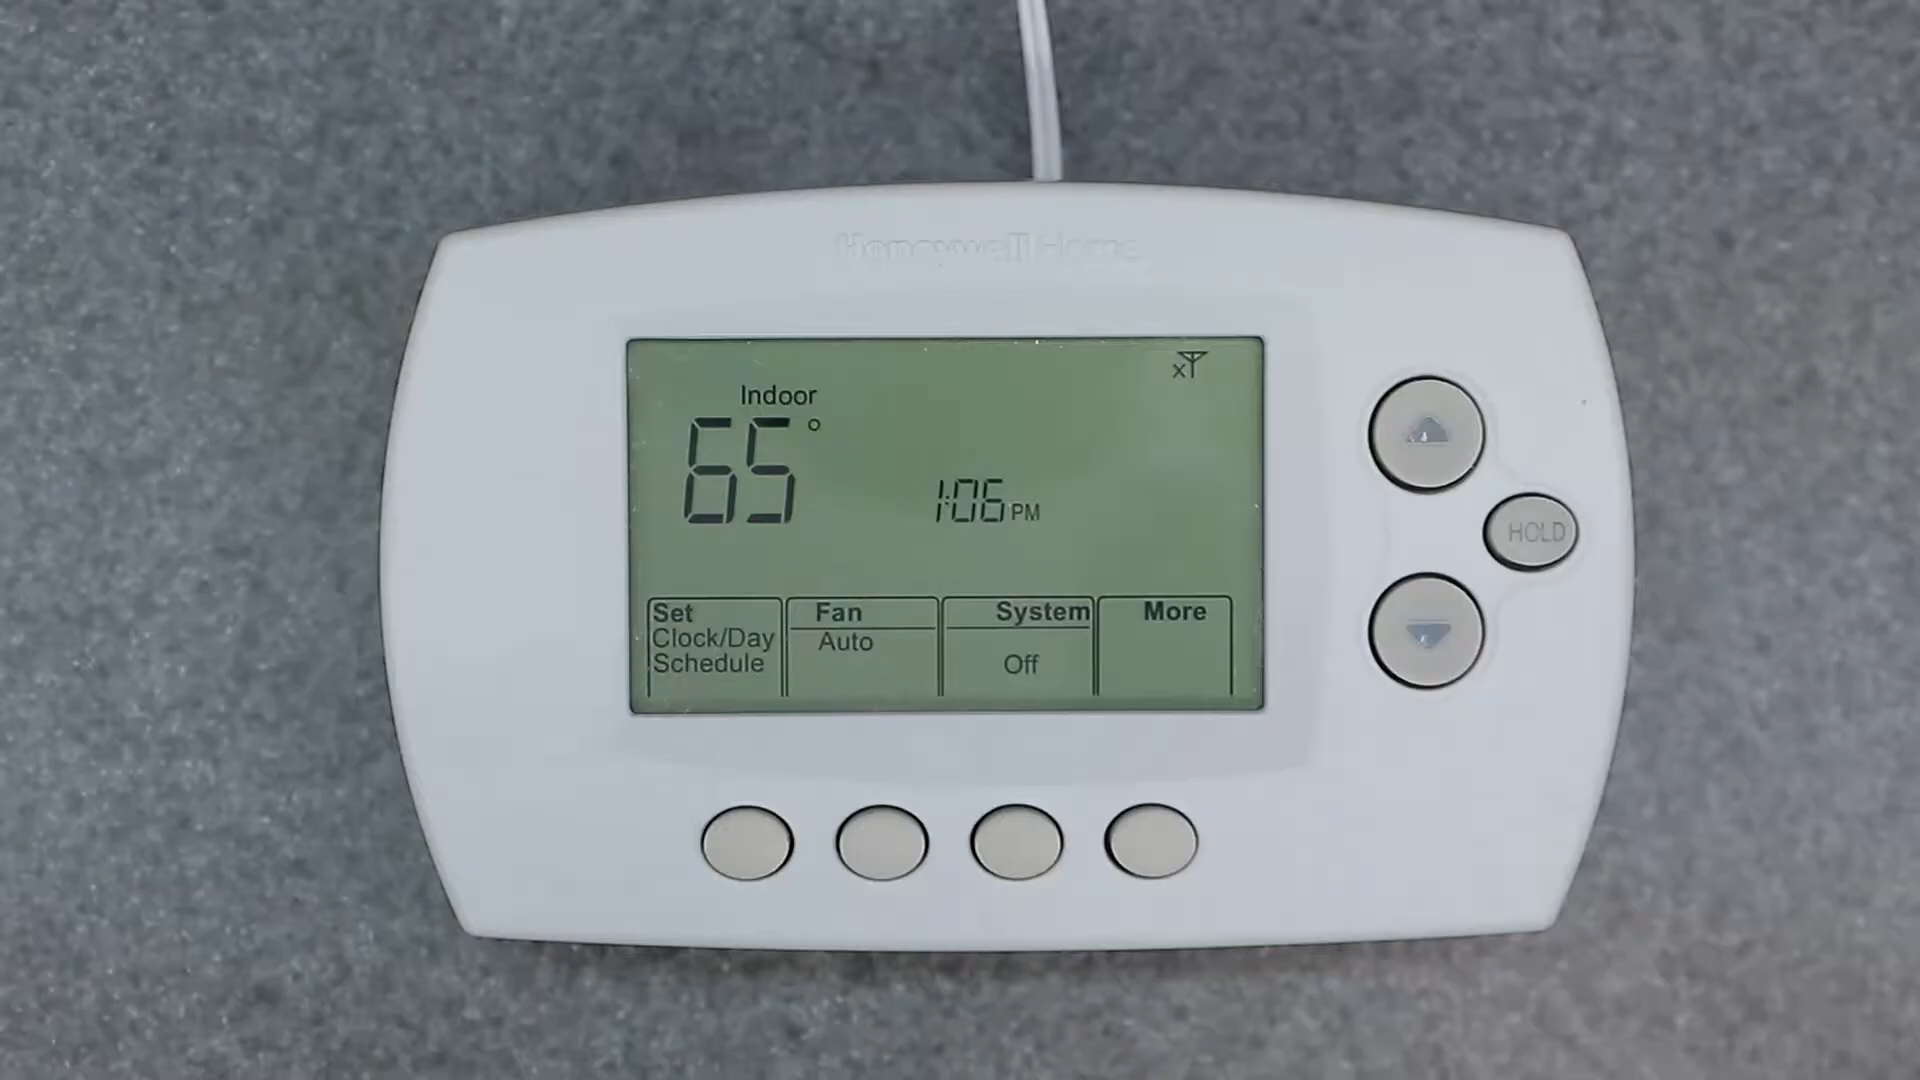 Honeywell Home
Indoor
65°
1:06 PM
Set
Clock/Day
Schedule
Fan
Auto
System
Off
More
HOLD